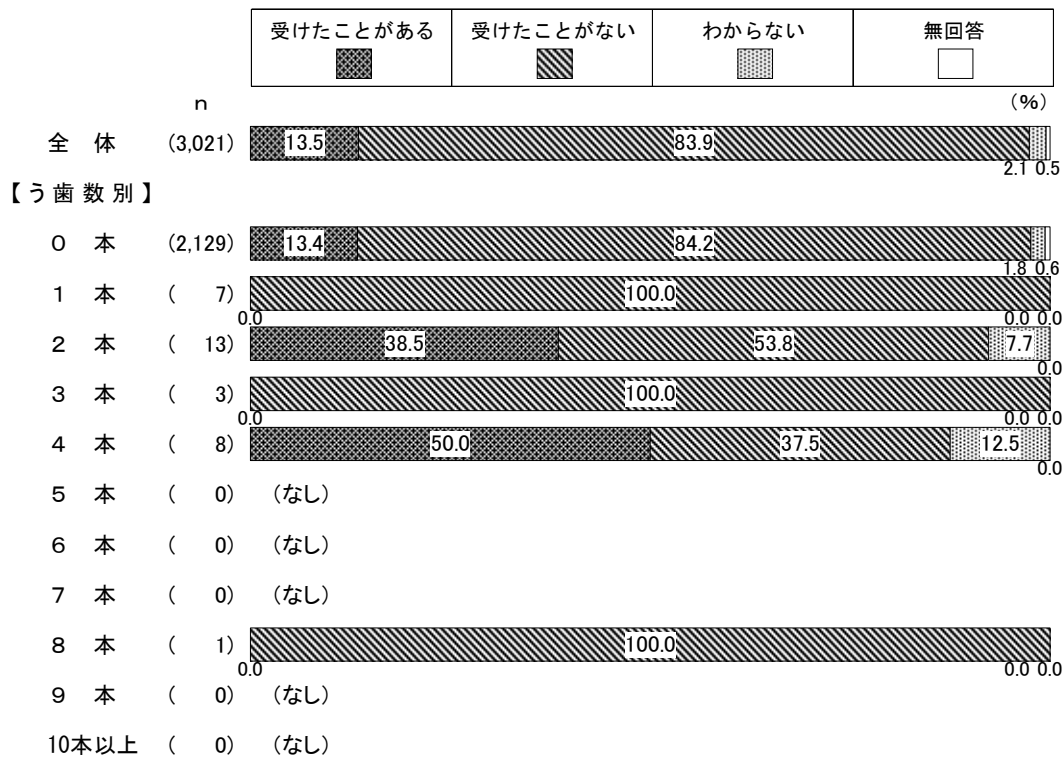 受けたことがある 受けたことがない わからない 無回答
n (%)
全 体 (3,021) 13.5 83.9
2.1 0.5
【う歯数別】
0 本 (2,129) 13.4 84.2
1.8 0.6
1 本 ( 7) 100.0
0.0 0.0 0.0
2 本 ( 13) 38.5 53.8 7.7
0.0
3 本 ( 3) 100.0
0.0 0.0 0.0
4 本 ( 8) 50.0 37.5 12.5
0.0
5 本 ( 0) (なし)
6 本 ( 0) (なし)
7 本 ( 0) (なし)
8 本 ( 1) 100.0
0.0 0.0 0.0
9 本 ( 0) (なし)
10本以上 ( 0) (なし)